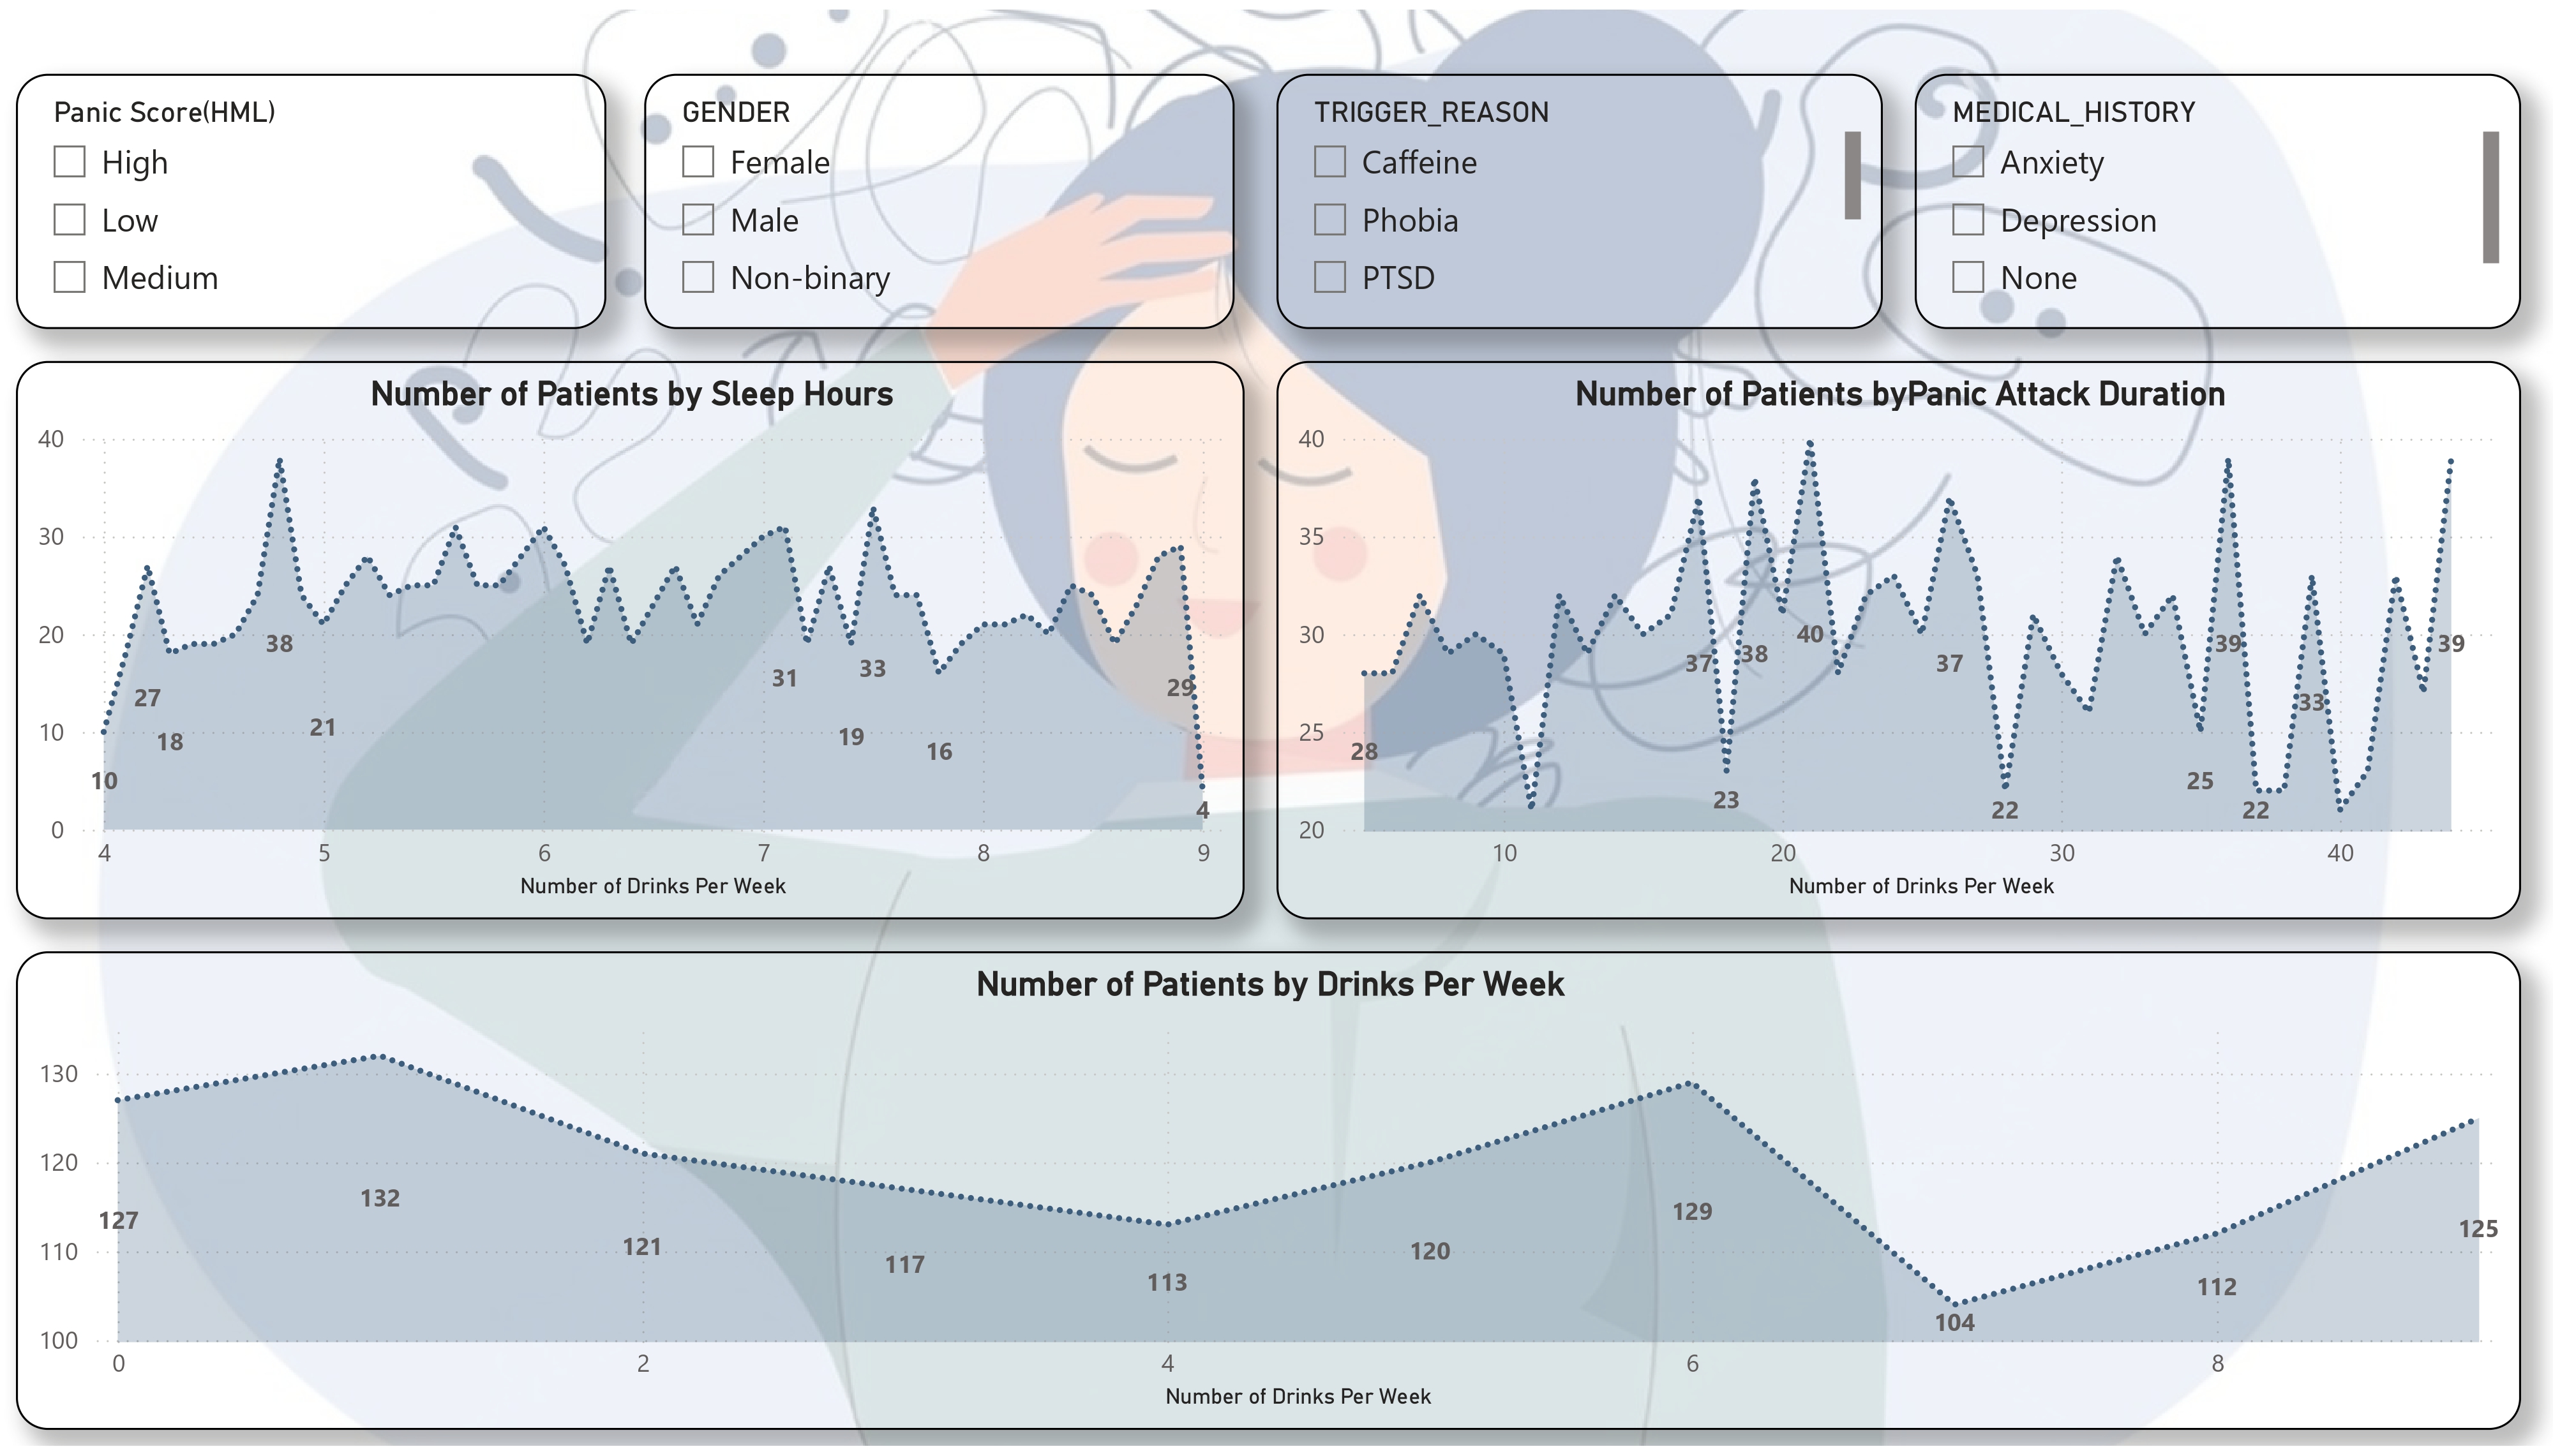 Panic Score(HML)
High
Low
Medium
GENDER
Female
Male
Non-binary
TRIGGER_REASON
Caffeine
Phobia
PTSD
MEDICAL_HISTORY
Anxiety
Depression
None
Number of Patients by Sleep Hours
40
30
20
10
0
10
27
18
38
21
31
19
33
16
29
4
4 5 6 7 8 9
Number of Drinks Per Week
Number of Patients byPanic Attack Duration
40
35
30
25
20
28
37
23
38
40
37
22
25
39
22
33
39
10 20 30 40
Number of Drinks Per Week
Number of Patients by Drinks Per Week
130
120
110
100
127
132
121
117
113
120
129
104
112
125
0 2 4 6 8
Number of Drinks Per Week